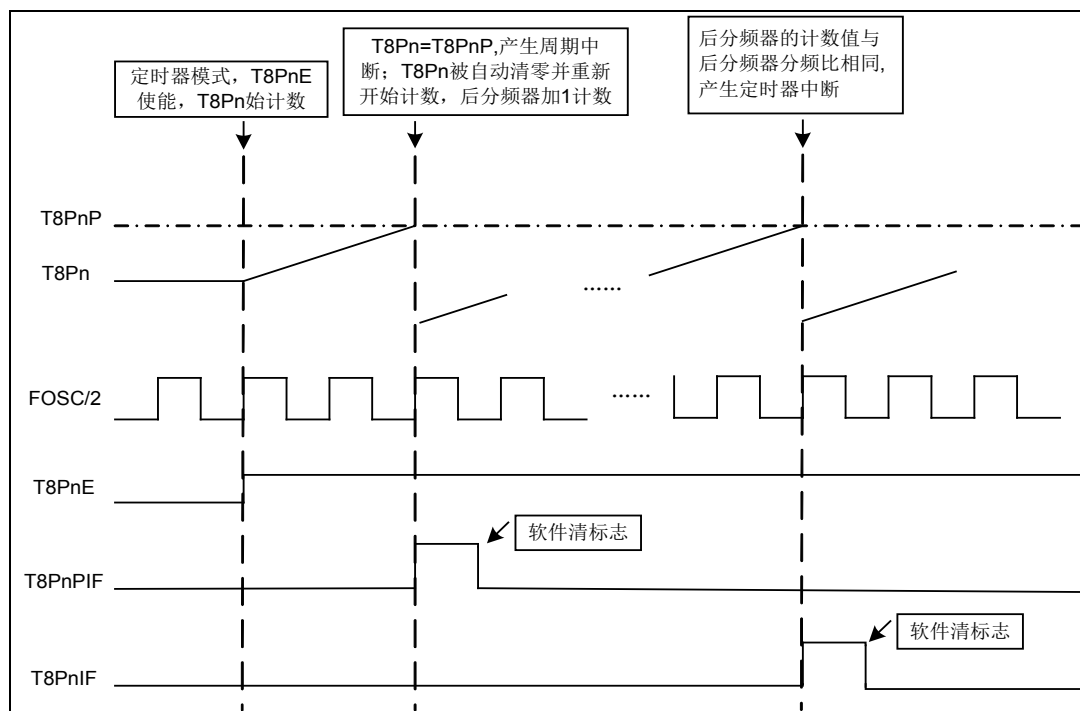 定时器模式，T8PnE
使能，T8Pn始计数
T8Pn=T8PnP,产生周期中
断；T8Pn被自动清零并重新
开始计数，后分频器加1计数
后分频器的计数值与
后分频器分频比相同,
产生定时器中断
T8PnP
T8Pn
......
FOSC/2
......
T8PnE
软件清标志
T8PnPIF
软件清标志
T8PnIF